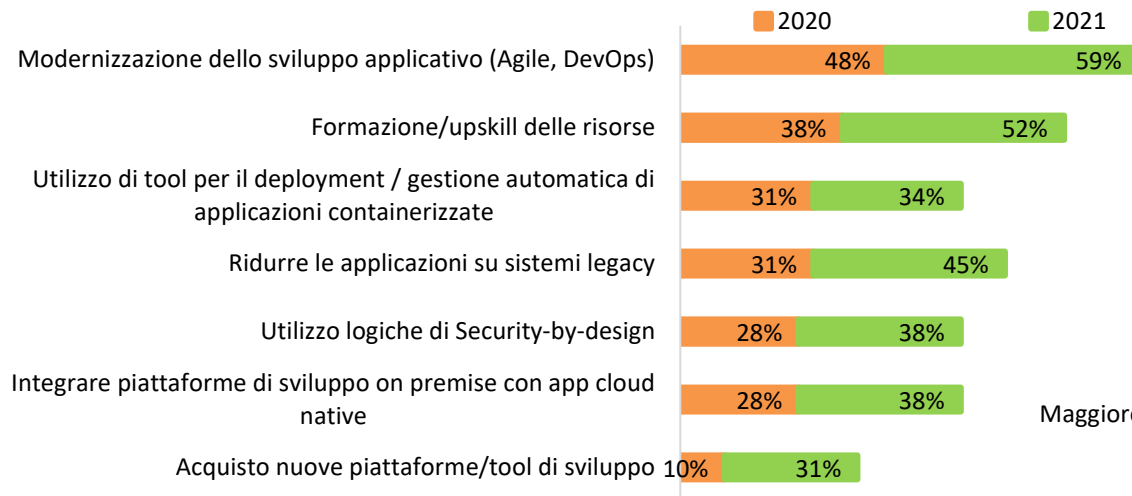 2020 2021
Modernizzazione dello sviluppo applicativo (Agile, DevOps) 48% 59%
Formazione/upskill delle risorse 38% 52%
Utilizzo di tool per il deployment / gestione automatica di
applicazioni containerizzate 31% 34%
Ridurre le applicazioni su sistemi legacy 31% 45%
Utilizzo logiche di Security-by-design 28% 38%
Integrare piattaforme di sviluppo on premise con app cloud
native 28% 38%
Maggiore
Acquisto nuove piattaforme/tool di sviluppo 10% 31%